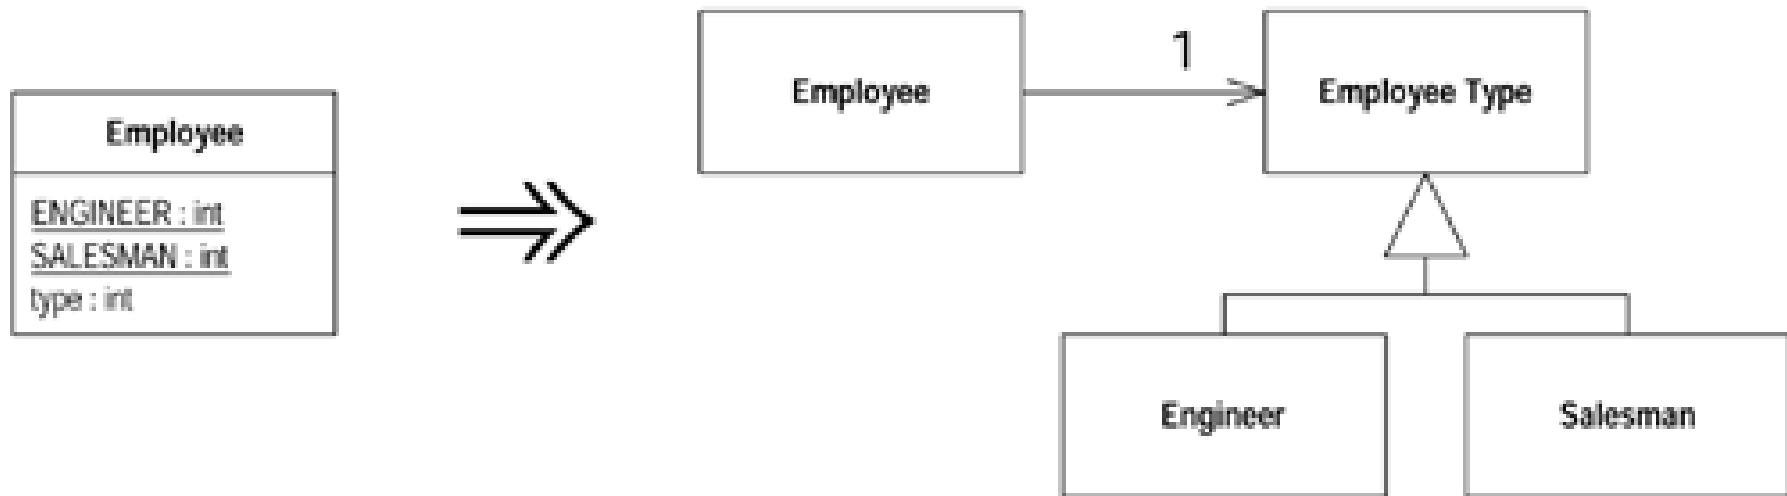 Employee
ENGINEER : int
SALESMAN : int
type : int
Employee
1
Employee Type
Engineer
Salesman